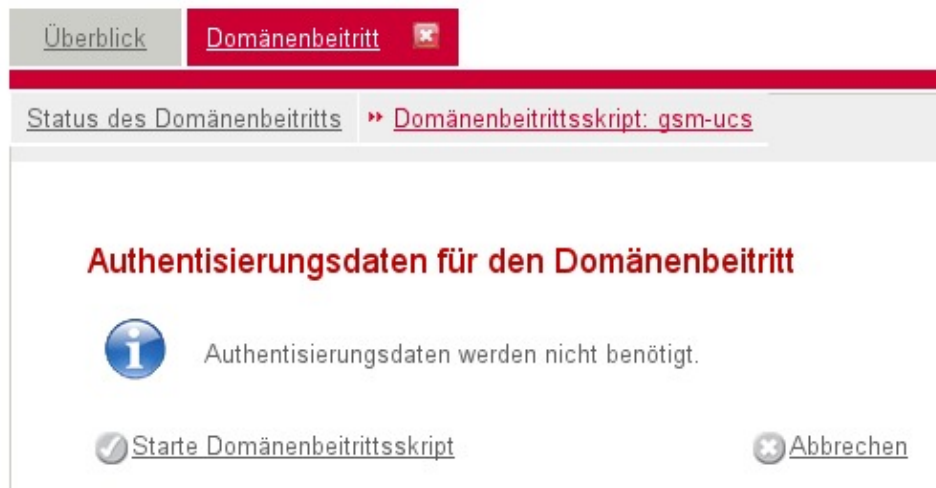 Überblick Domänenbeitritt
Status des Domänenbeitritts Domänenbeitrittsskript: gsm-ucs
Authentisierungsdaten für den Domänenbeitritt
Authentisierungsdaten werden nicht benötigt.
Starte Domänenbeitrittsskript Abbrechen